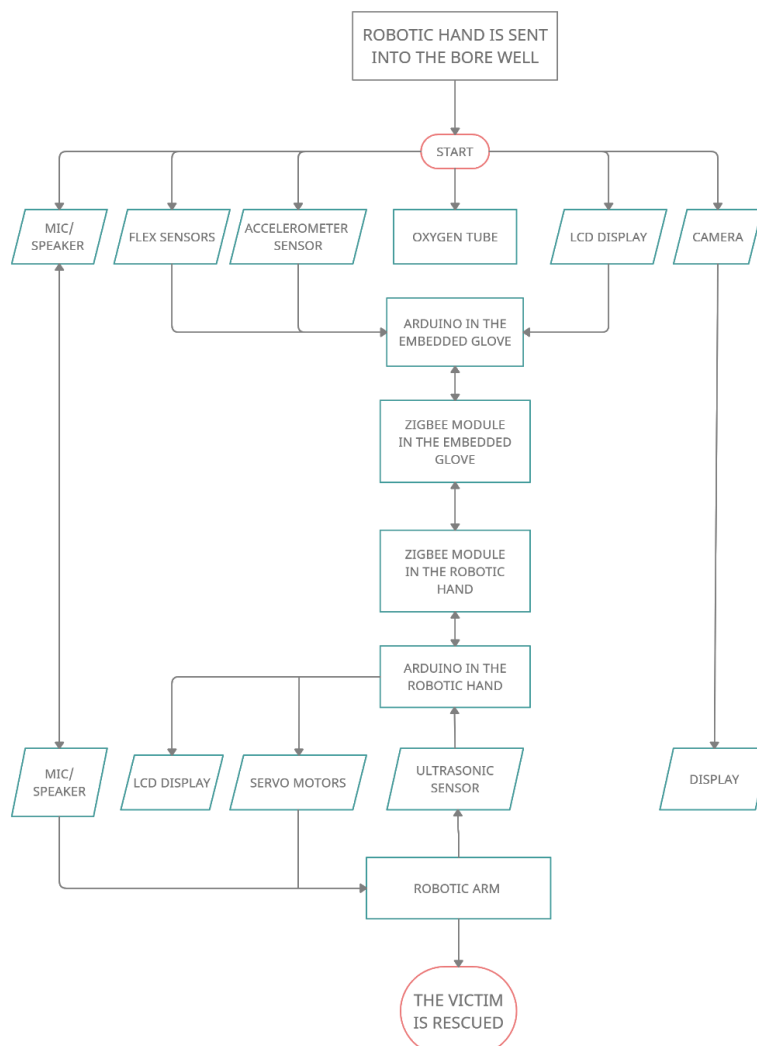 ROBOTIC HAND IS SENT
INTO THE BORE WELL
START
MIC/
SPEAKER
FLEX SENSORS
ACCELEROMETER
SENSOR
OXYGEN TUBE
LCD DISPLAY
CAMERA
ARDUINO IN THE
EMBEDDED GLOVE
ZIGBEE MODULE
IN THE EMBEDDED
GLOVE
ZIGBEE MODULE
IN THE ROBOTIC
HAND
ARDUINO IN THE
ROBOTIC HAND
MIC/
SPEAKER
LCD DISPLAY
SERVO MOTORS
ULTRASONIC
SENSOR
DISPLAY
ROBOTIC ARM
THE VICTIM
IS RESCUED